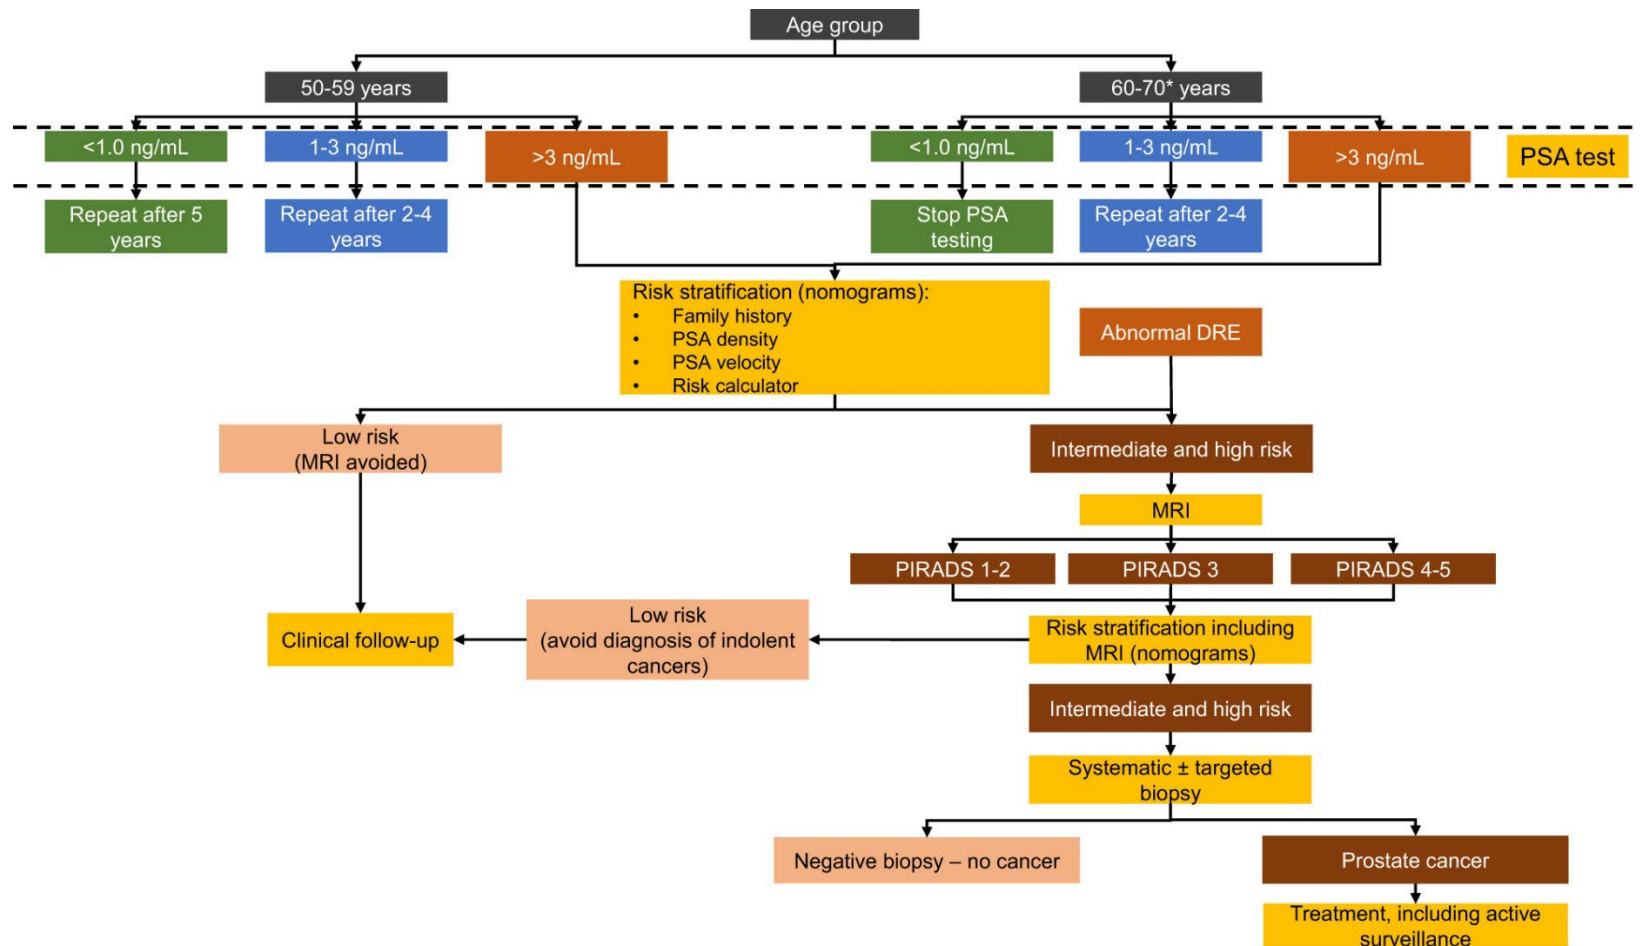 Age group
50-59 years
60-70* years
<1.0 ng/mL
1-3 ng/mL
>3 ng/mL
<1.0 ng/mL
1-3 ng/mL
>3 ng/mL
PSA test
Repeat after 5
years
Repeat after 2-4
years
Stop PSA
testing
Repeat after 2-4
years
Risk stratification (nomograms):
• Family history
• PSA density
• PSA velocity
• Risk calculator
Abnormal DRE
Low risk
(MRI avoided)
Intermediate and high risk
MRI
PIRADS 1-2
PIRADS 3
PIRADS 4-5
Clinical follow-up
Low risk
(avoid diagnosis of indolent
cancers)
Risk stratification including
MRI (nomograms)
Intermediate and high risk
Systematic ± targeted
biopsy
Negative biopsy – no cancer
Prostate cancer
Treatment, including active
surveillance